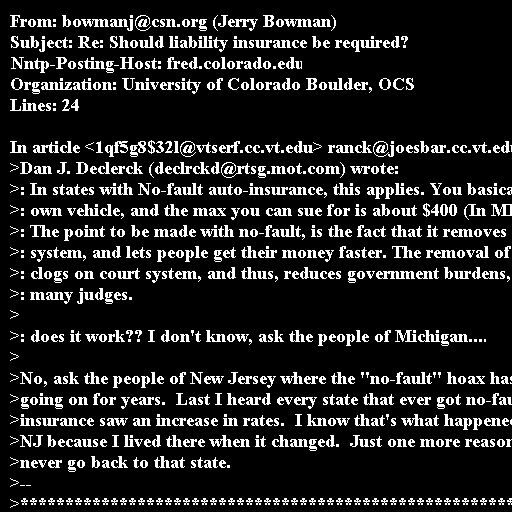 From: bowmanj@csn.org (Jerry Bowman)
Subject: Re: Should liability insurance be required?
Nntp-Posting-Host: fred.colorado.edu
Organization: University of Colorado Boulder, OCS
Lines: 24

In article <1qf5g8$32l@vtserf.cc.vt.edu> ranck@joesbar.cc.vt.edu
>Dan J. Declerck (declrckd@rtsg.mot.com) wrote:
>: In states with No-fault auto-insurance, this applies. You basica
>: own vehicle, and the max you can sue for is about $400 (In MI
>: The point to be made with no-fault, is the fact that it removes
>: system, and lets people get their money faster. The removal of
>: clogs on court system, and thus, reduces government burdens,
>: many judges.
>
>: does it work?? I don't know, ask the people of Michigan....
>
>No, ask the people of New Jersey where the "no-fault" hoax has
>going on for years.  Last I heard every state that ever got no-fau
>insurance saw an increase in rates.  I know that's what happened
>NJ because I lived there when it changed.  Just one more reason
>never go back to that state.
>--
>************************************************************